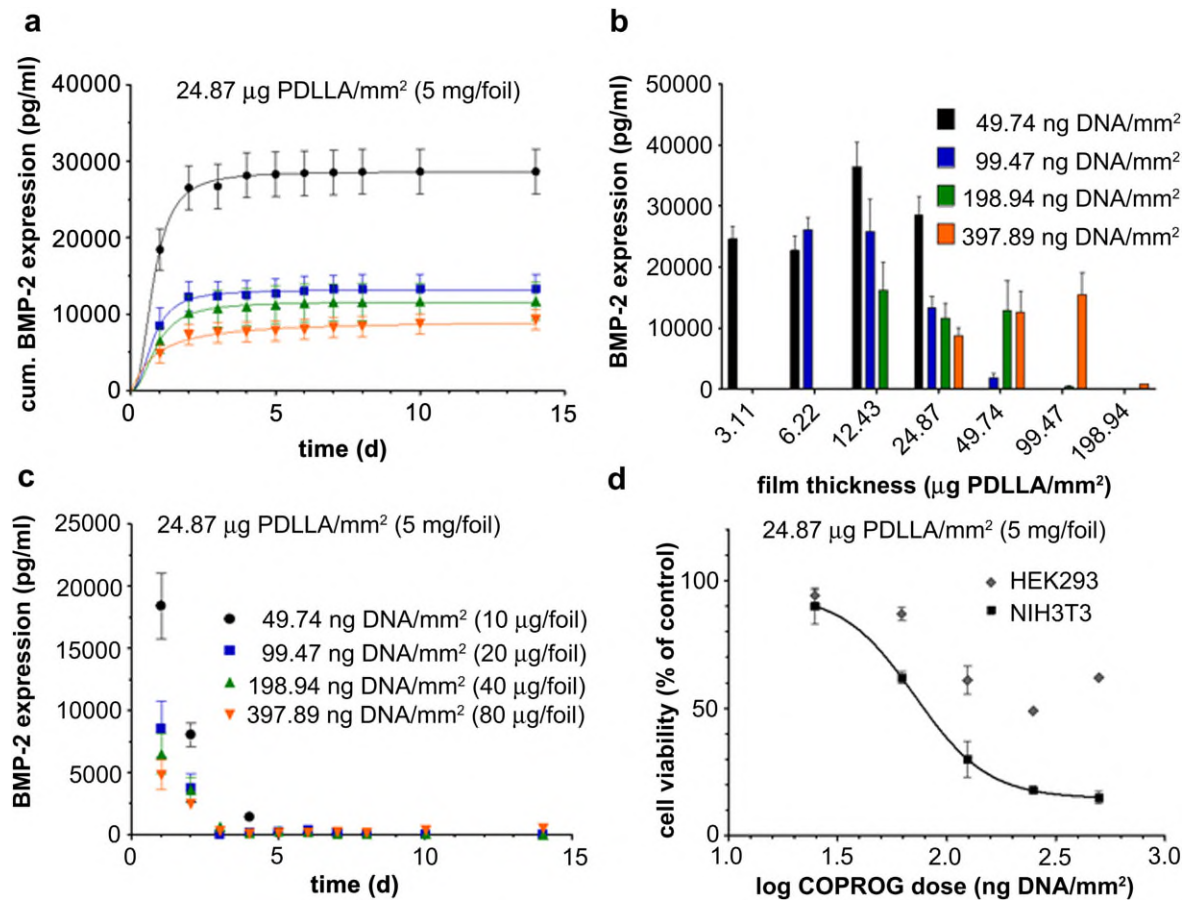 a
24.87 μg PDLLA/mm² (5 mg/foil)
cum. BMP-2 expression (pg/ml)
40000
30000
20000
10000
0
0
5
10
15
time (d)
b
BMP-2 expression (pg/ml)
50000
40000
30000
20000
10000
0
49.74 ng DNA/mm²
99.47 ng DNA/mm²
198.94 ng DNA/mm²
397.89 ng DNA/mm²
3.11
6.22
12.43
24.87
49.74
99.47
198.94
film thickness (μg PDLLA/mm²)
c
24.87 μg PDLLA/mm² (5 mg/foil)
BMP-2 expression (pg/ml)
25000
20000
15000
10000
5000
0
49.74 ng DNA/mm² (10 μg/foil)
99.47 ng DNA/mm² (20 μg/foil)
198.94 ng DNA/mm² (40 μg/foil)
397.89 ng DNA/mm² (80 μg/foil)
0
5
10
15
time (d)
d
24.87 μg PDLLA/mm² (5 mg/foil)
cell viability (% of control)
100
50
0
HEK293
NIH3T3
1.0
1.5
2.0
2.5
3.0
log COPROG dose (ng DNA/mm²)